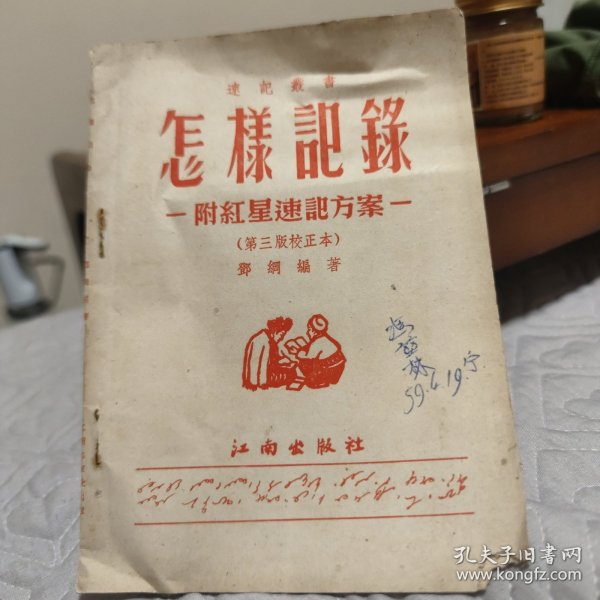 速記叢書
怎樣記錄
—附紅星速記方案—
(第三版校正本)
鄧綱編著
59.6.19.宁
江南出版社
孔夫子旧书网
www.kongfz.com